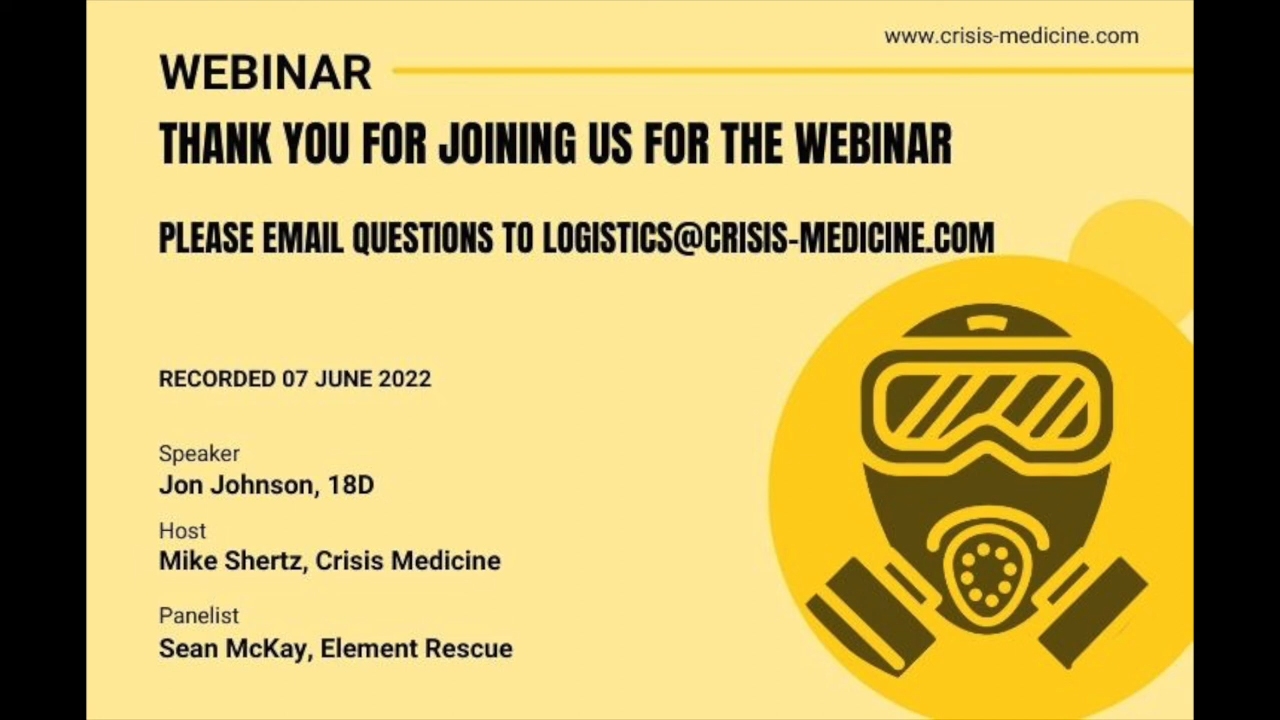 www.crisis-medicine.com
WEBINAR
THANK YOU FOR JOINING US FOR THE WEBINAR
PLEASE EMAIL QUESTIONS TO LOGISTICS@CRISIS-MEDICINE.COM
RECORDED 07 JUNE 2022
Speaker
Jon Johnson, 18D
Host
Mike Shertz, Crisis Medicine
Panelist
Sean McKay, Element Rescue